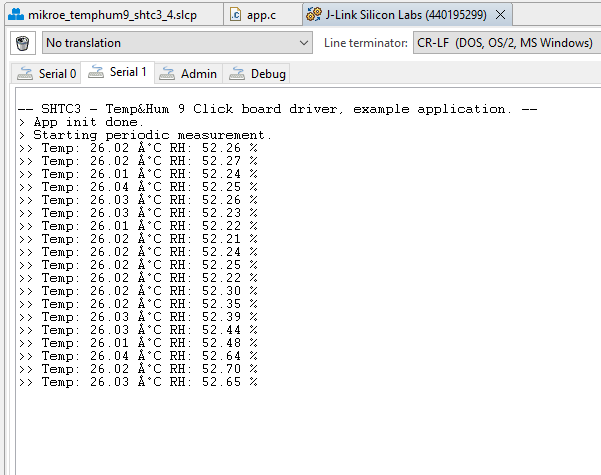 mikroe_temphum9_shtc3_4.slcp app.c J-Link Silicon Labs (440195299)
No translation Line terminator: CR-LF (DOS, OS/2, MS Windows)
Serial 0 Serial 1 Admin Debug
-- SHTC3 - Temp&Hum 9 Click board driver, example application. --
> App init done.
> Starting periodic measurement.
>> Temp: 26.02 Å°C RH: 52.26 %
>> Temp: 26.02 Å°C RH: 52.27 %
>> Temp: 26.01 Å°C RH: 52.24 %
>> Temp: 26.04 Å°C RH: 52.25 %
>> Temp: 26.03 Å°C RH: 52.26 %
>> Temp: 26.03 Å°C RH: 52.23 %
>> Temp: 26.01 Å°C RH: 52.22 %
>> Temp: 26.02 Å°C RH: 52.21 %
>> Temp: 26.02 Å°C RH: 52.24 %
>> Temp: 26.02 Å°C RH: 52.25 %
>> Temp: 26.02 Å°C RH: 52.22 %
>> Temp: 26.02 Å°C RH: 52.30 %
>> Temp: 26.02 Å°C RH: 52.35 %
>> Temp: 26.03 Å°C RH: 52.39 %
>> Temp: 26.03 Å°C RH: 52.44 %
>> Temp: 26.01 Å°C RH: 52.48 %
>> Temp: 26.04 Å°C RH: 52.64 %
>> Temp: 26.02 Å°C RH: 52.70 %
>> Temp: 26.03 Å°C RH: 52.65 %